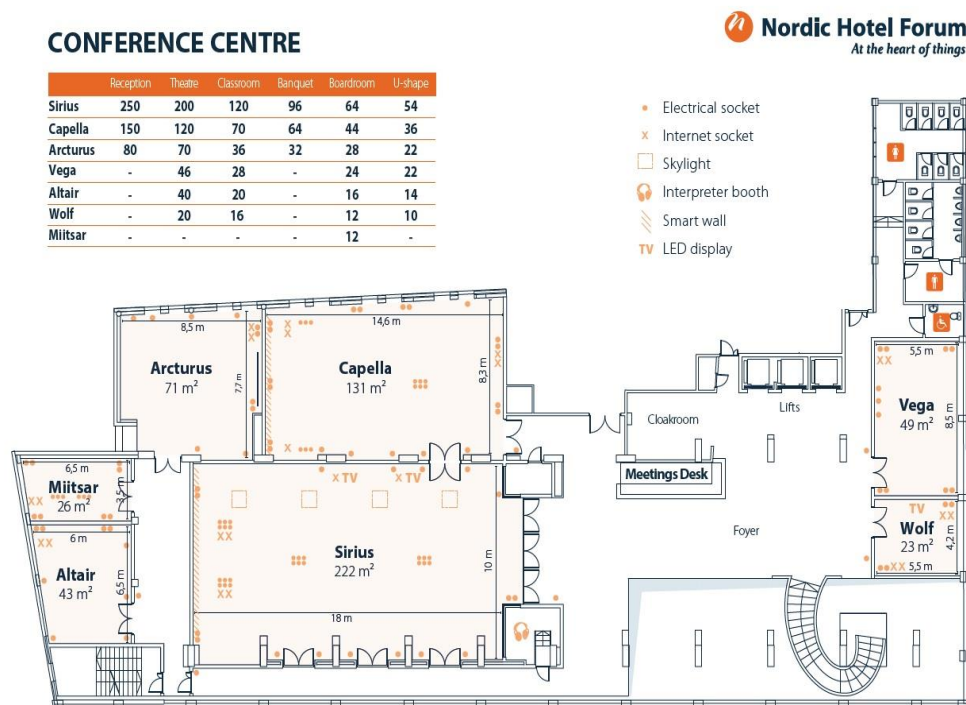 Nordic Hotel Forum
At the heart of things
CONFERENCE CENTRE
Reception Theatre Classroom Banquet Boardroom U-shape
Sirius 250 200 120 96 64 54
Capella 150 120 70 64 44 36
Arcturus 80 70 36 32 28 22
Vega - 46 28 - 24 22
Altair - 40 20 - 16 14
Wolf - 20 16 - 12 10
Miitsar - - - - 12 -
Electrical socket
x Internet socket
Skylight
Interpreter booth
Smart wall
TV LED display
8,5 m
14,6 m
Arcturus
71 m²
7,7 m
Capella
131 m²
8,3 m
5,5 m
Vega
49 m²
8,5 m
Cloakroom
Lifts
Meetings Desk
6,5 m
Miitsar
26 m²
3,5 m
TV
TV
6 m
Altair
43 m²
6,5 m
Sirius
222 m²
10 m
18 m
Foyer
TV
Wolf
23 m²
4,2 m
5,5 m